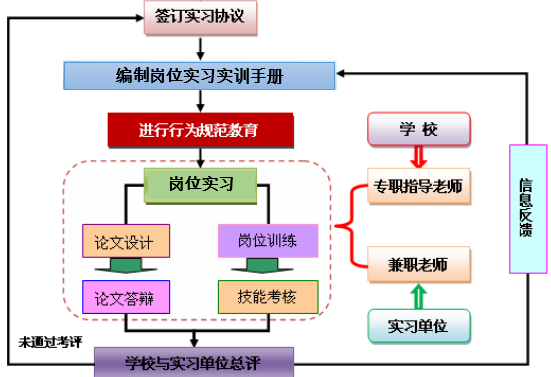 签订实习协议
编制岗位实习实训手册
进行行为规范教育
学 校
岗位实习
专职指导老师
信息反馈
论文设计
岗位训练
兼职老师
论文答辩
技能考核
实习单位
未通过考评
学校与实习单位总评